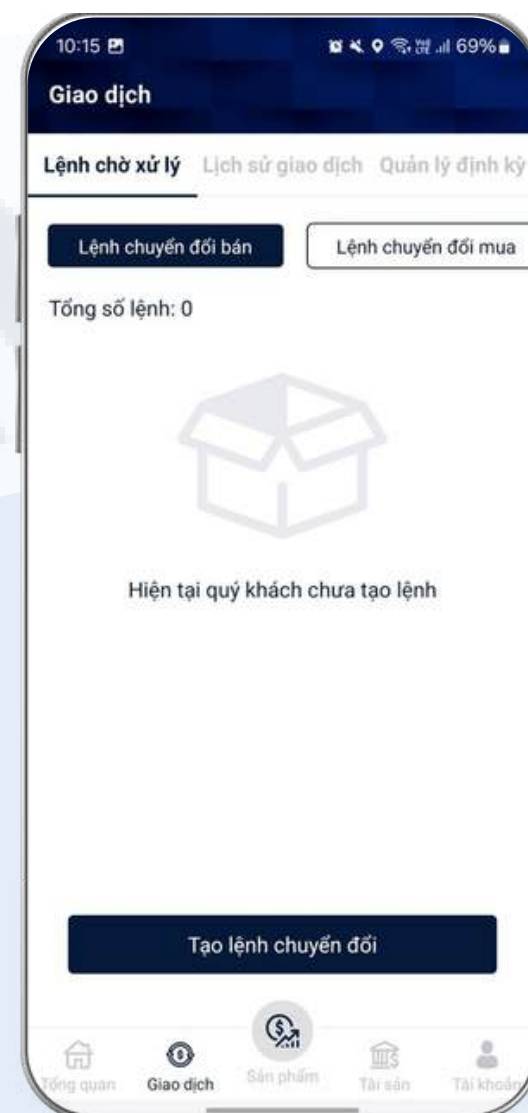 10:15 69%
Giao dịch
Lệnh chờ xử lý Lịch sử giao dịch Quản lý định kỳ
Lệnh chuyển đổi bán Lệnh chuyển đổi mua
Tổng số lệnh: 0
Hiện tại quý khách chưa tạo lệnh
Tạo lệnh chuyển đổi
Tổng quan Giao dịch Sản phẩm Tài sản Tài khoản